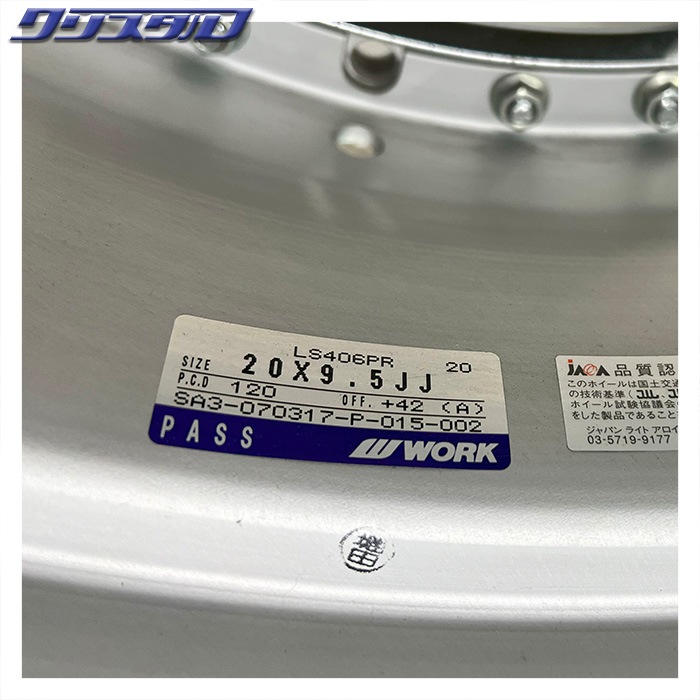 クリスタル
LS406PR 20
SIZE 20X9.5JJ
P.C.D 120 OFF. +42 (A)
SA3-070317-P-015-002
PASS WORK
JAWA 品質認
このホイールは国土交通
の技術基準(JWL, J
ホイール試験協議会
をした製品であること
ジャパン ライト アロイ
03-5719-9177